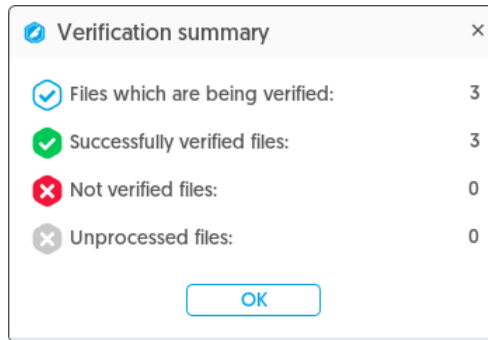 Verification summary
Files which are being verified: 3
Successfully verified files: 3
Not verified files: 0
Unprocessed files: 0
OK